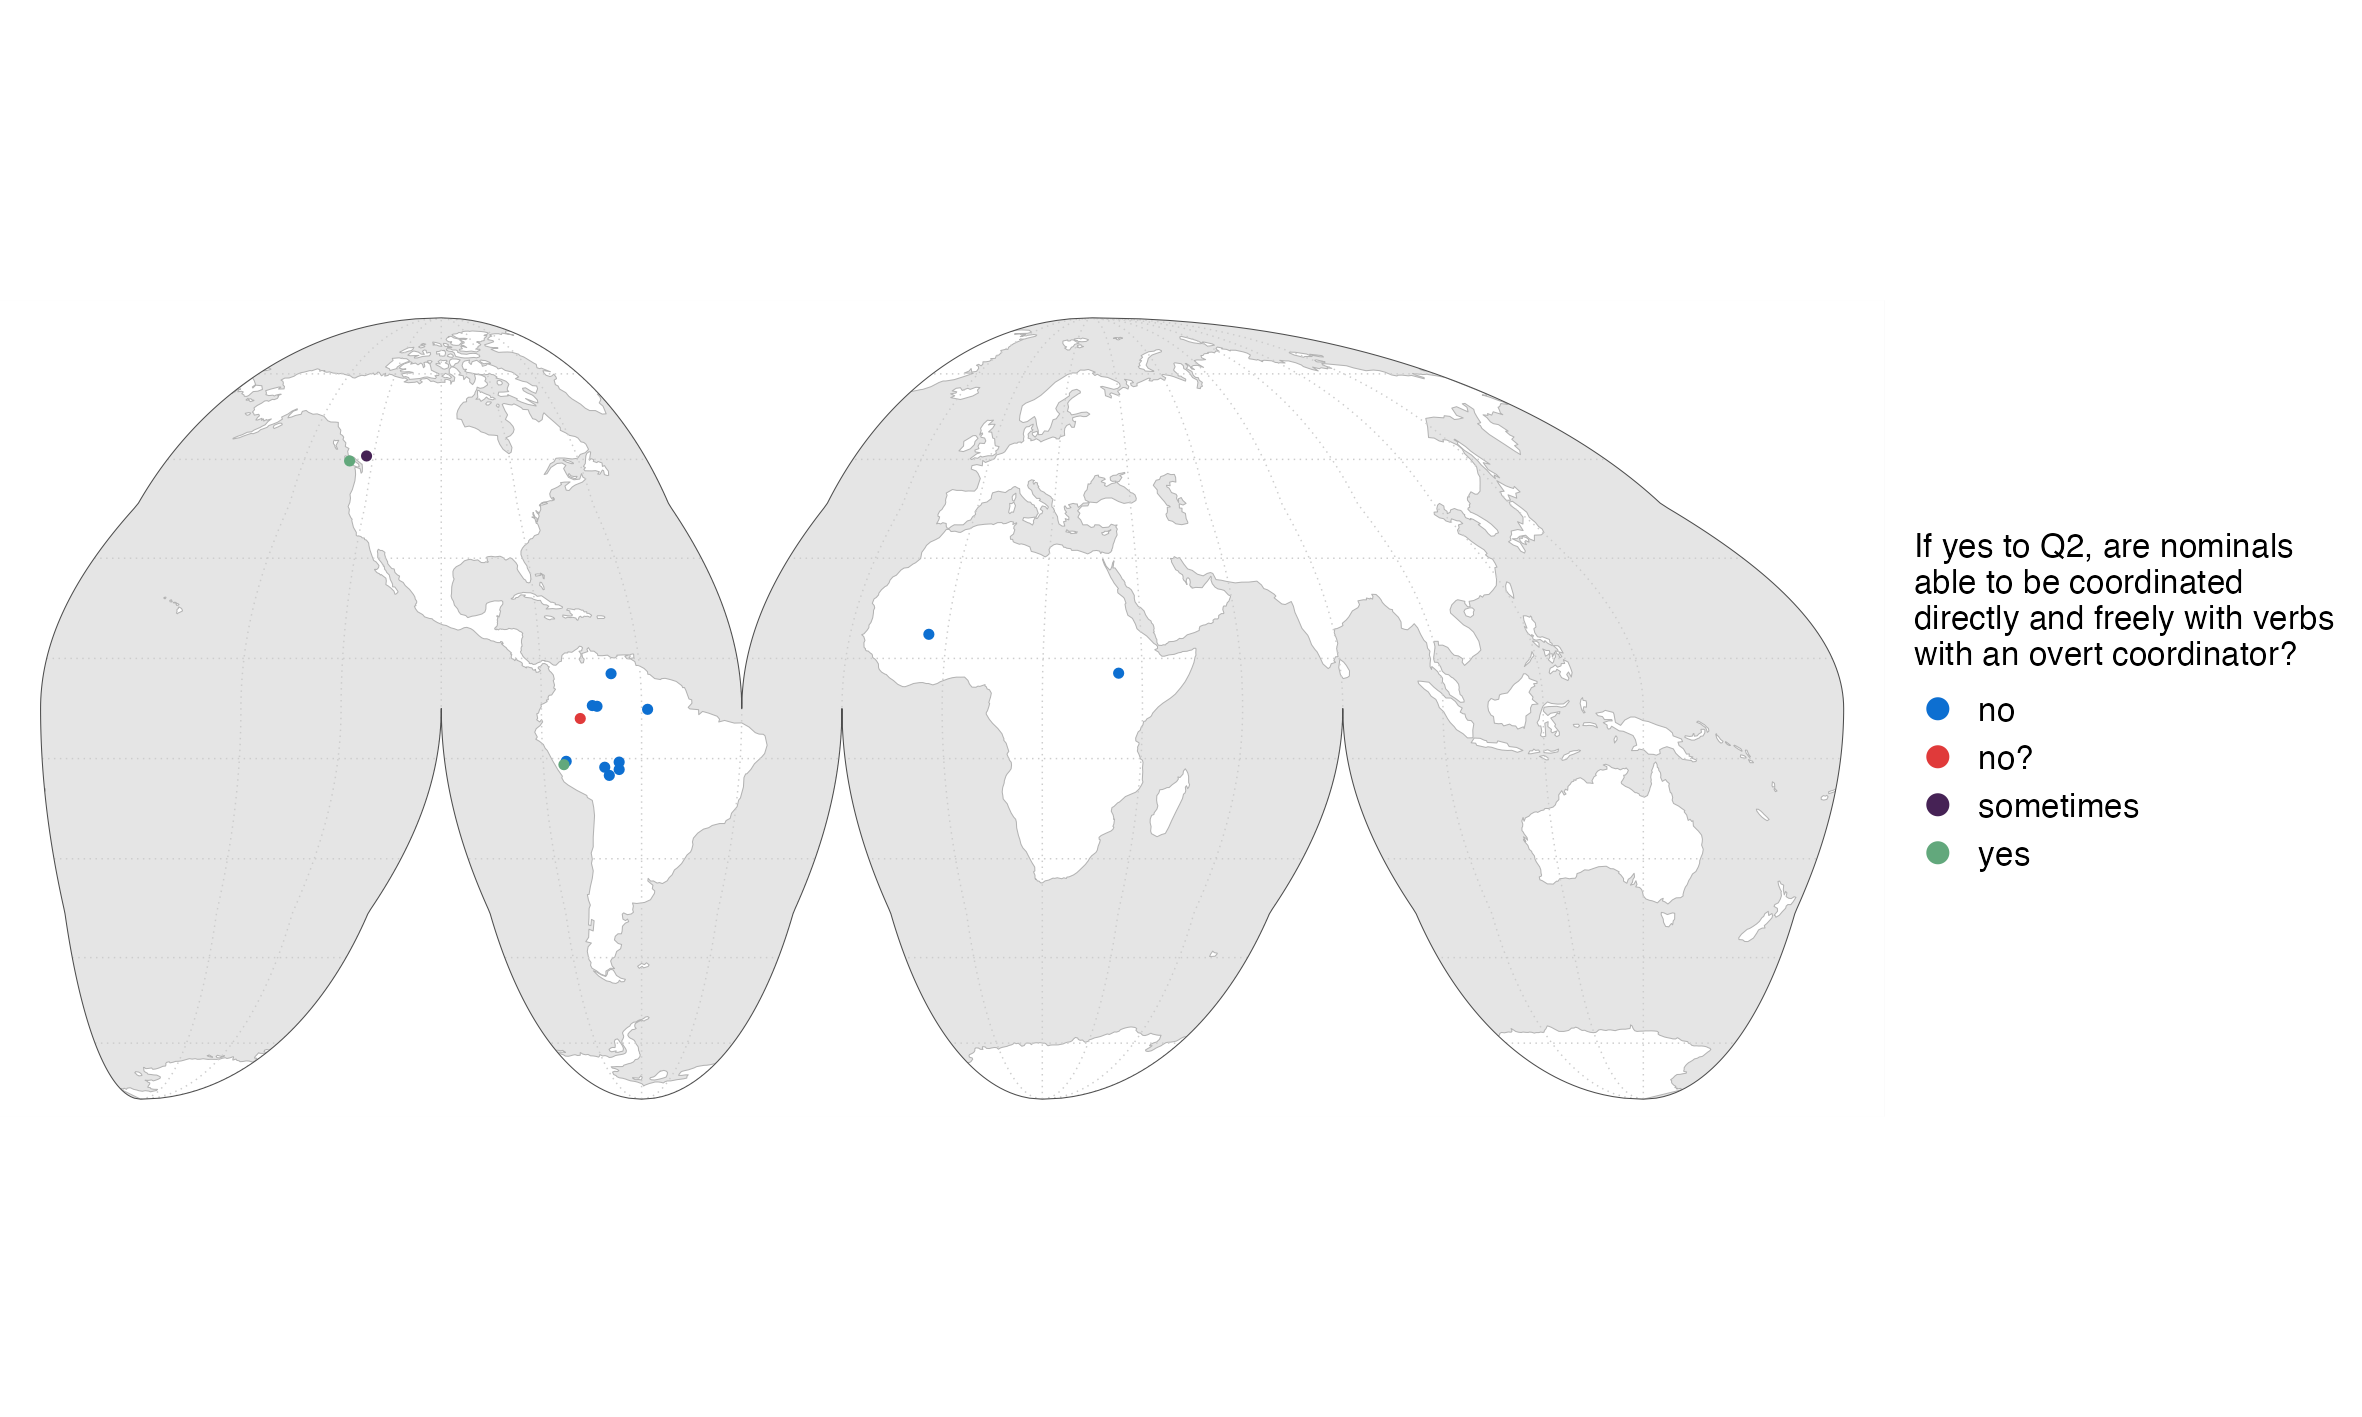 If yes to Q2, are nominals
able to be coordinated
directly and freely with verbs
with an overt coordinator?
no
no?
sometimes
yes